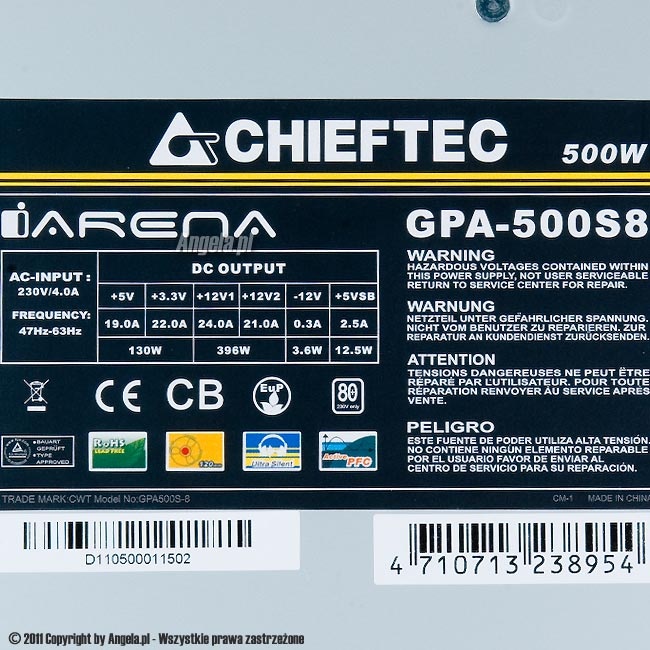 CHIEFTEC 500W
iARENA
Angela.pl
GPA-500S8
AC-INPUT :
230V/4.0A
FREQUENCY:
47Hz-63Hz
DC OUTPUT
+5V +3.3V +12V1 +12V2 -12V +5VSB
19.0A 22.0A 24.0A 21.0A 0.3A 2.5A
130W 396W 3.6W 12.5W
WARNING
HAZARDOUS VOLTAGES CONTAINED WITHIN
THIS POWER SUPPLY, NOT USER SERVICEABLE
RETURN TO SERVICE CENTER FOR REPAIR.
WARNUNG
NETZTEIL UNTER GEFÄHRLICHER SPANNUNG.
NICHT VOM BENUTZER ZU REPARIEREN. ZUR
REPARATUR AN KUNDENDIENST ZURÜCKSENDEN.
ATTENTION
TENSIONS DANGEREUSES NE PEUT ÊTRE
RÉPARÉ PAR L'UTILISEUR. POUR TOUTE
RÉPARATION RENVOYER AU SERVICE APRÉS
VENTE.
PELIGRO
ESTE FUENTE DE PODER UTILIZA ALTA TENSIÓN.
NO CONTIENE NINGÚN ELEMENTO REPARABLE
POR EL USUARIO FAVOR DE ENVIARLO AL
CENTRO DE SERVICIO PARA SU REPARACIÓN.
CE CB EuP 80
230V only
BAUART
GEPRÜFT
TYPE
APPROVED
RoHS
LEAD FREE
120mm
Ultra Silent
Active PFC
TRADE MARK:CWT Model No:GPA500S-8
CM-1 MADE IN CHINA
D110500011502
4 710713 238954
© 2011 Copyright by Angela.pl - Wszystkie prawa zastrzeżone